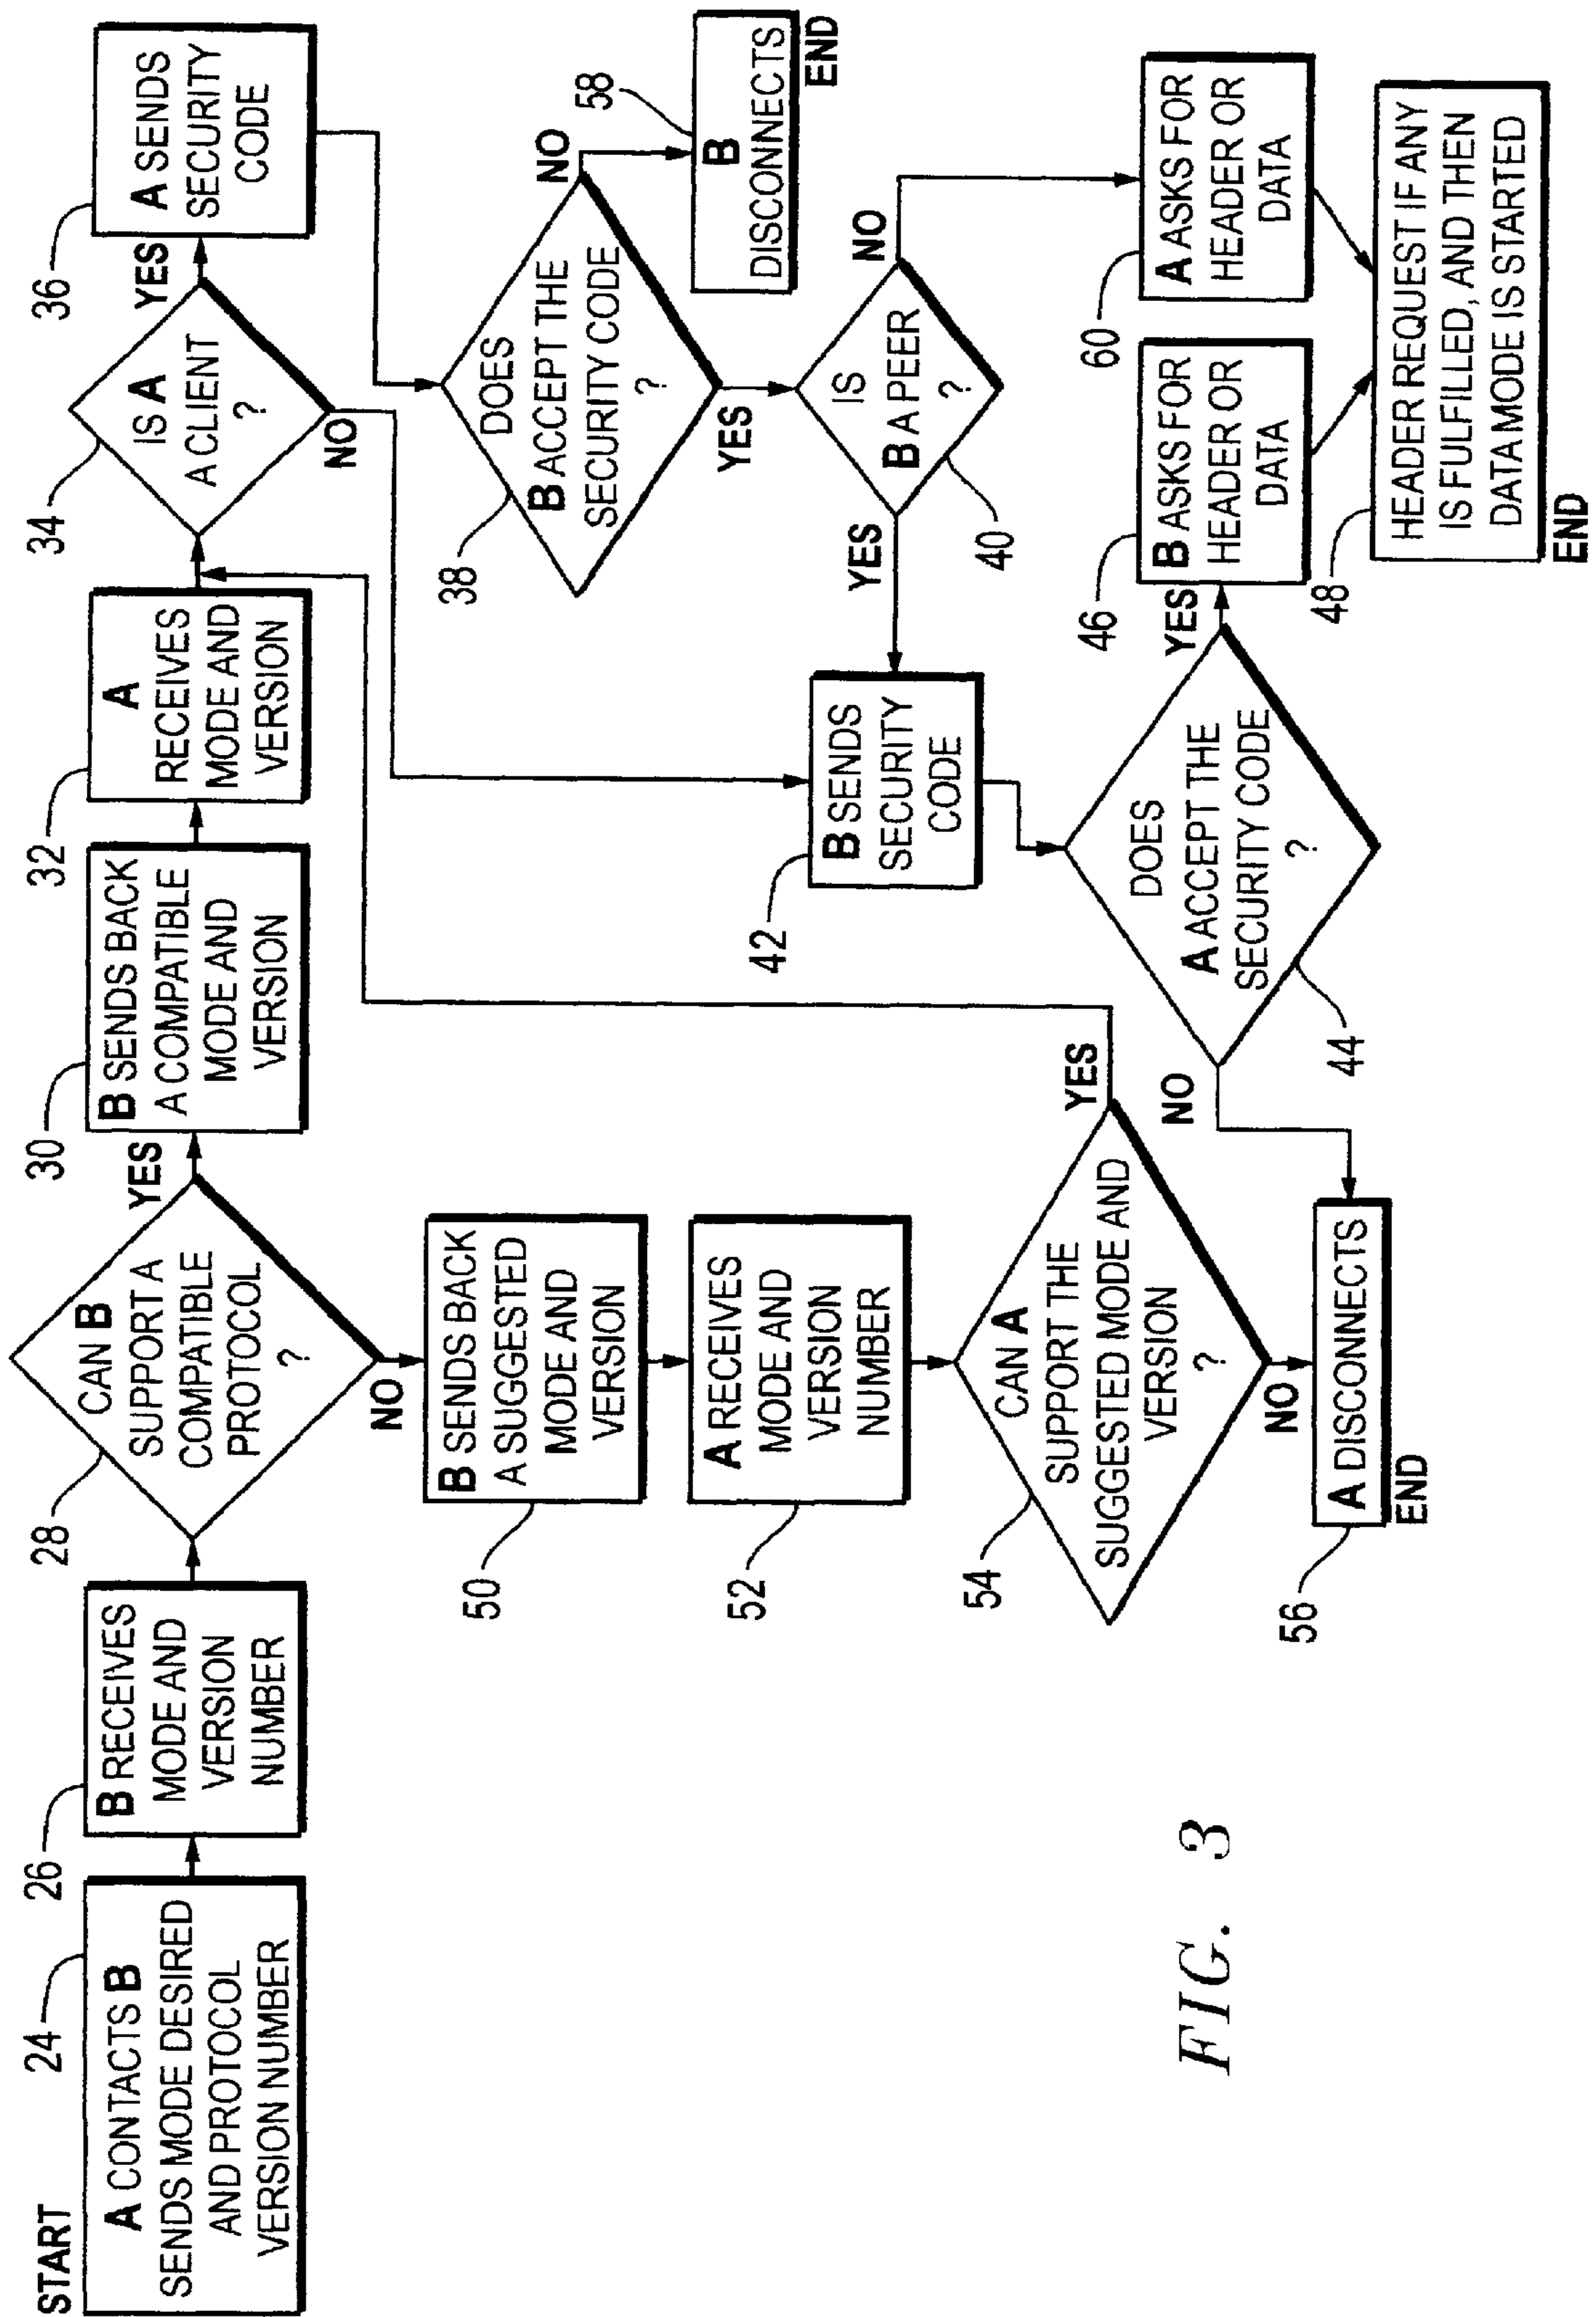 START
24
A CONTACTS B
SENDS MODE DESIRED
AND PROTOCOL
VERSION NUMBER
26
B RECEIVES
MODE AND
VERSION
NUMBER
28
CAN B
SUPPORT A
COMPATIBLE
PROTOCOL
?
YES
NO
30
B SENDS BACK
A COMPATIBLE
MODE AND
VERSION
32
A
RECEIVES
MODE AND
VERSION
34
IS A
A CLIENT
?
YES
NO
36
A SENDS
SECURITY
CODE
50
B SENDS BACK
A SUGGESTED
MODE AND
VERSION
38
DOES
B ACCEPT THE
SECURITY CODE
?
NO
YES
58
B
DISCONNECTS
END
52
A RECEIVES
MODE AND
VERSION
NUMBER
42
B SENDS
SECURITY
CODE
YES
IS
B A PEER
?
40
NO
54
CAN A
SUPPORT THE
SUGGESTED MODE AND
VERSION
?
YES
NO
DOES
A ACCEPT THE
SECURITY CODE
?
44
NO
YES
46
B ASKS FOR
HEADER OR
DATA
60
A ASKS FOR
HEADER OR
DATA
56
A DISCONNECTS
END
48
HEADER REQUEST IF ANY
IS FULFILLED, AND THEN
DATA MODE IS STARTED
END
FIG. 3